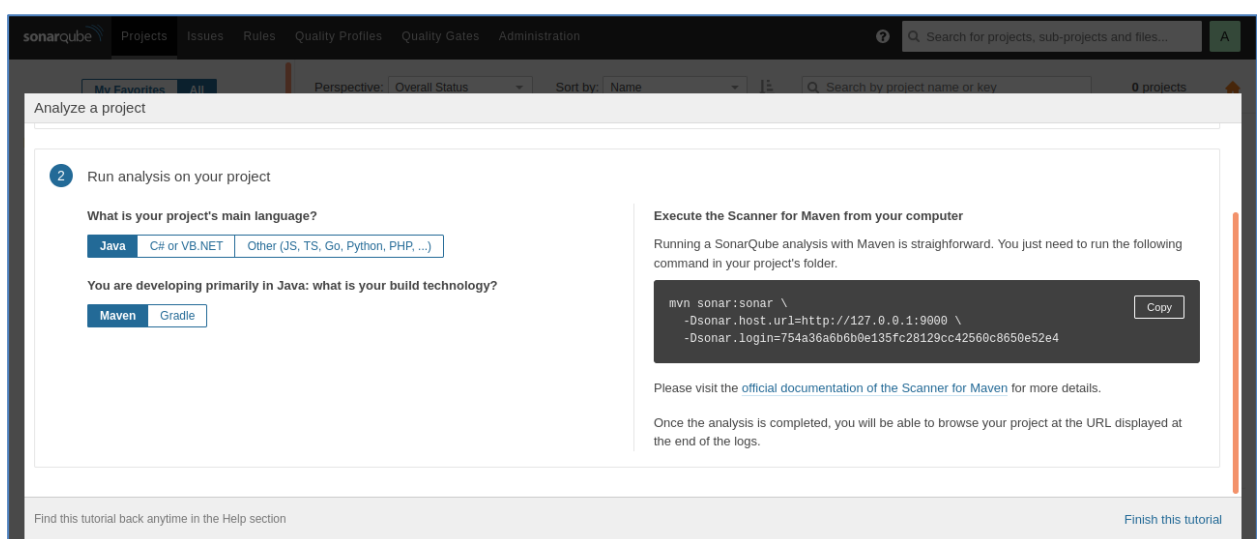 sonarqube Projects Issues Rules Quality Profiles Quality Gates Administration ? Search for projects, sub-projects and files... A
My Favorites All Perspective: Overall Status Sort by: Name Search by project name or key 0 projects
Analyze a project
2 Run analysis on your project
What is your project's main language?
Java C# or VB.NET Other (JS, TS, Go, Python, PHP, ...)
You are developing primarily in Java: what is your build technology?
Maven Gradle
Execute the Scanner for Maven from your computer
Running a SonarQube analysis with Maven is straighforward. You just need to run the following
command in your project's folder.
mvn sonar:sonar \
-Dsonar.host.url=http://127.0.0.1:9000 \
-Dsonar.login=754a36a6b6b0e135fc28129cc42560c8650e52e4
Copy
Please visit the official documentation of the Scanner for Maven for more details.
Once the analysis is completed, you will be able to browse your project at the URL displayed at
the end of the logs.
Find this tutorial back anytime in the Help section Finish this tutorial